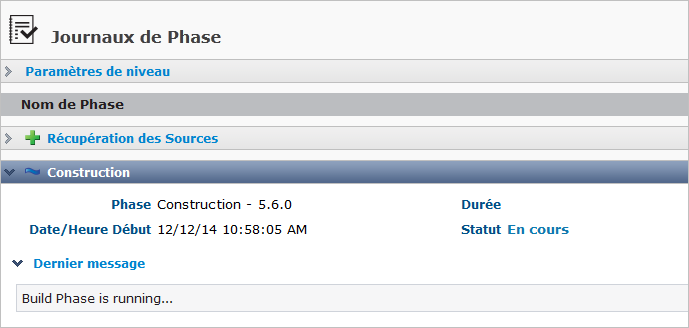 Journaux de Phase
Paramètres de niveau
Nom de Phase
Récupération des Sources
Construction
Phase Construction - 5.6.0 Durée
Date/Heure Début 12/12/14 10:58:05 AM Statut En cours
Dernier message
Build Phase is running...